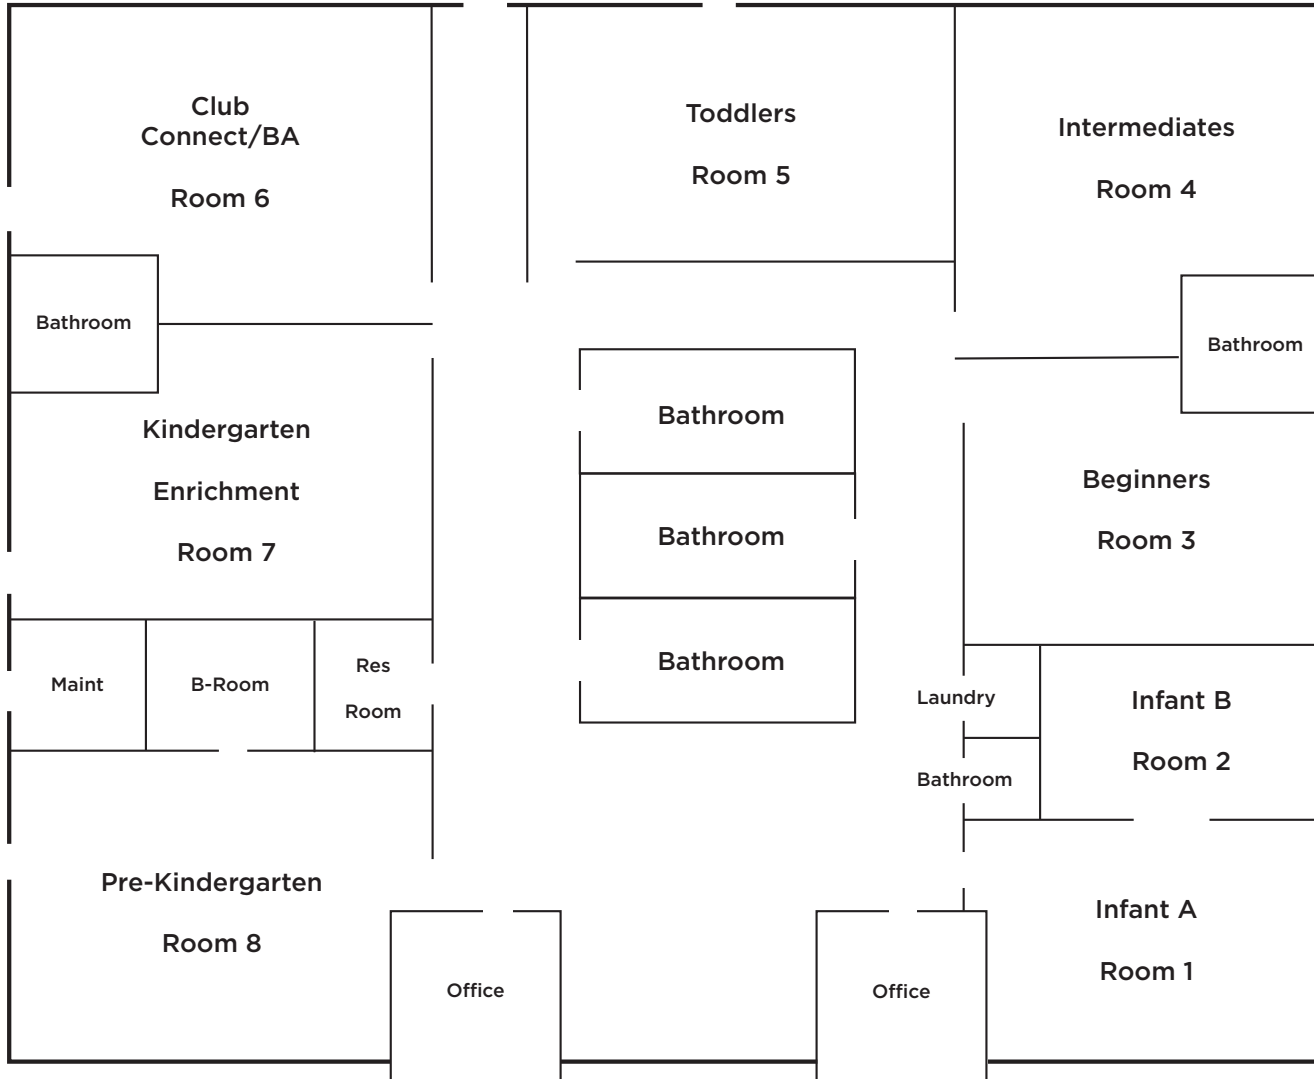 Club
Connect/BA
Room 6
Toddlers
Room 5
Intermediates
Room 4
Bathroom
Bathroom
Kindergarten
Enrichment
Room 7
Bathroom
Bathroom
Bathroom
Beginners
Room 3
Maint
B-Room
Res
Room
Laundry
Bathroom
Infant B
Room 2
Pre-Kindergarten
Room 8
Office
Office
Infant A
Room 1